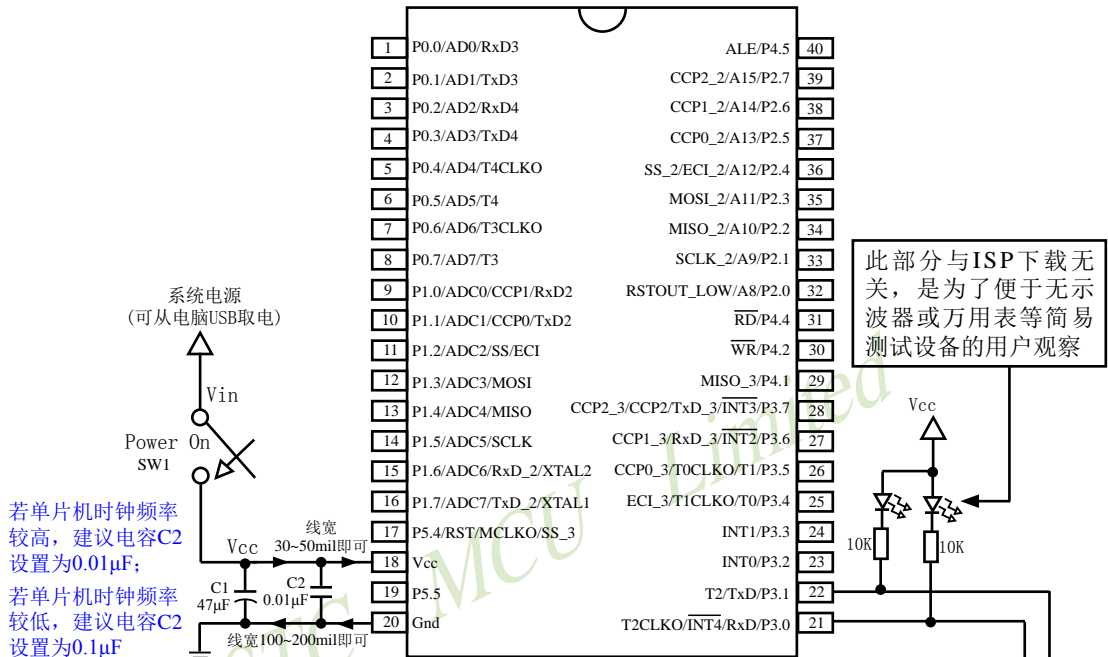 1 P0.0/AD0/RxD3
2 P0.1/AD1/TxD3
3 P0.2/AD2/RxD4
4 P0.3/AD3/TxD4
5 P0.4/AD4/T4CLKO
6 P0.5/AD5/T4
7 P0.6/AD6/T3CLKO
8 P0.7/AD7/T3
9 P1.0/ADC0/CCP1/RxD2
10 P1.1/ADC1/CCP0/TxD2
11 P1.2/ADC2/SS/ECI
12 P1.3/ADC3/MOSI
13 P1.4/ADC4/MISO
14 P1.5/ADC5/SCLK
15 P1.6/ADC6/RxD_2/XTAL2
16 P1.7/ADC7/TxD_2/XTAL1
17 P5.4/RST/MCLKO/SS_3
18 Vcc
19 P5.5
20 Gnd
ALE/P4.5 40
CCP2_2/A15/P2.7 39
CCP1_2/A14/P2.6 38
CCP0_2/A13/P2.5 37
SS_2/ECI_2/A12/P2.4 36
MOSI_2/A11/P2.3 35
MISO_2/A10/P2.2 34
SCLK_2/A9/P2.1 33
RSTOUT_LOW/A8/P2.0 32
RD/P4.4 31
WR/P4.2 30
MISO_3/P4.1 29
CCP2_3/CCP2/TxD_3/INT3/P3.7 28
CCP1_3/RxD_3/INT2/P3.6 27
CCP0_3/T0CLKO/T1/P3.5 26
ECI_3/T1CLKO/T0/P3.4 25
INT1/P3.3 24
INT0/P3.2 23
T2/TxD/P3.1 22
T2CLKO/INT4/RxD/P3.0 21
系统电源
(可从电脑USB取电)
Vin
Power On
SW1
若单片机时钟频率
较高，建议电容C2
设置为0.01μF；
若单片机时钟频率
较低，建议电容C2
设置为0.1μF
Vcc
线宽
30~50mil即可
C1
47μF
C2
0.01μF
线宽100~200mil即可
此部分与ISP下载无
关，是为了便于无示
波器或万用表等简易
测试设备的用户观察
Vcc
10K
10K
STC MCU Limited